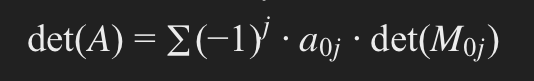 det(A) = Σ(−1)ʲ · a₀ⱼ · det(M₀ⱼ)